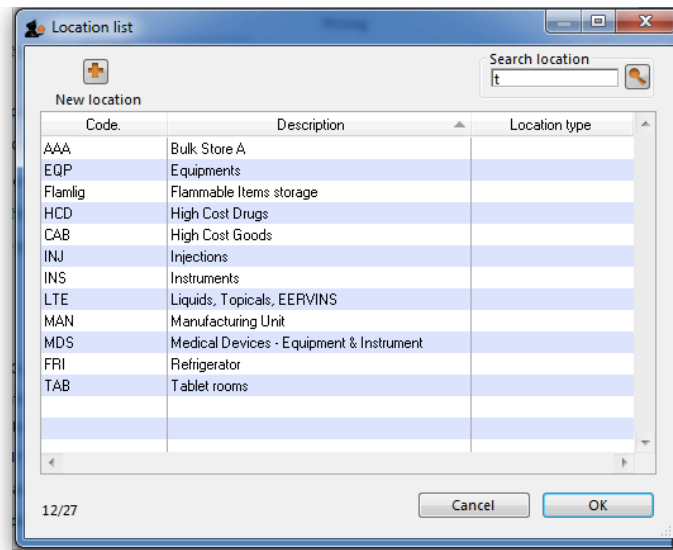 Location list
New location
Search location
t
Code. Description Location type
AAA Bulk Store A
EQP Equipments
Flamlig Flammable Items storage
HCD High Cost Drugs
CAB High Cost Goods
INJ Injections
INS Instruments
LTE Liquids, Topicals, EERVINS
MAN Manufacturing Unit
MDS Medical Devices - Equipment & Instrument
FRI Refrigerator
TAB Tablet rooms
12/27
Cancel OK